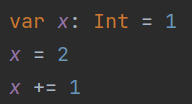 var x: Int = 1
x = 2
x += 1